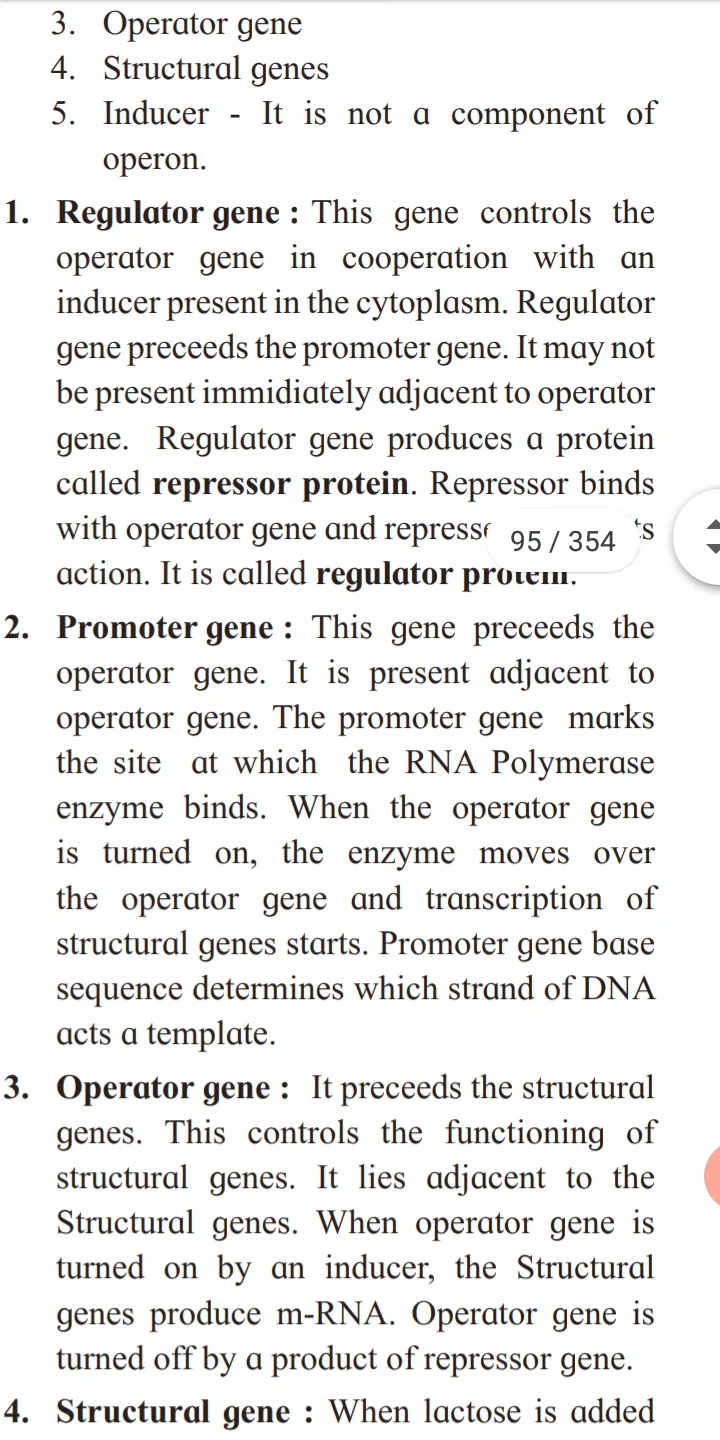 3. Operator gene
4. Structural genes
5. Inducer - It is not a component of
operon.
1. Regulator gene : This gene controls the
operator gene in cooperation with an
inducer present in the cytoplasm. Regulator
gene preceeds the promoter gene. It may not
be present immidiately adjacent to operator
gene. Regulator gene produces a protein
called repressor protein. Repressor binds
with operator gene and
95 / 354
action. It is called regulator protein.
2. Promoter gene : This gene preceeds the
operator gene. It is present adjacent to
operator gene. The promoter gene marks
the site at which the RNA Polymerase
enzyme binds. When the operator gene
is turned on, the enzyme moves over
the operator gene and transcription of
structural genes starts. Promoter gene base
sequence determines which strand of DNA
acts a template.
3. Operator gene : It preceeds the structural
genes. This controls the functioning of
structural genes. It lies adjacent to the
Structural genes. When operator gene is
turned on by an inducer, the Structural
genes produce m-RNA. Operator gene is
turned off by a product of repressor gene.
4. Structural gene : When lactose is added